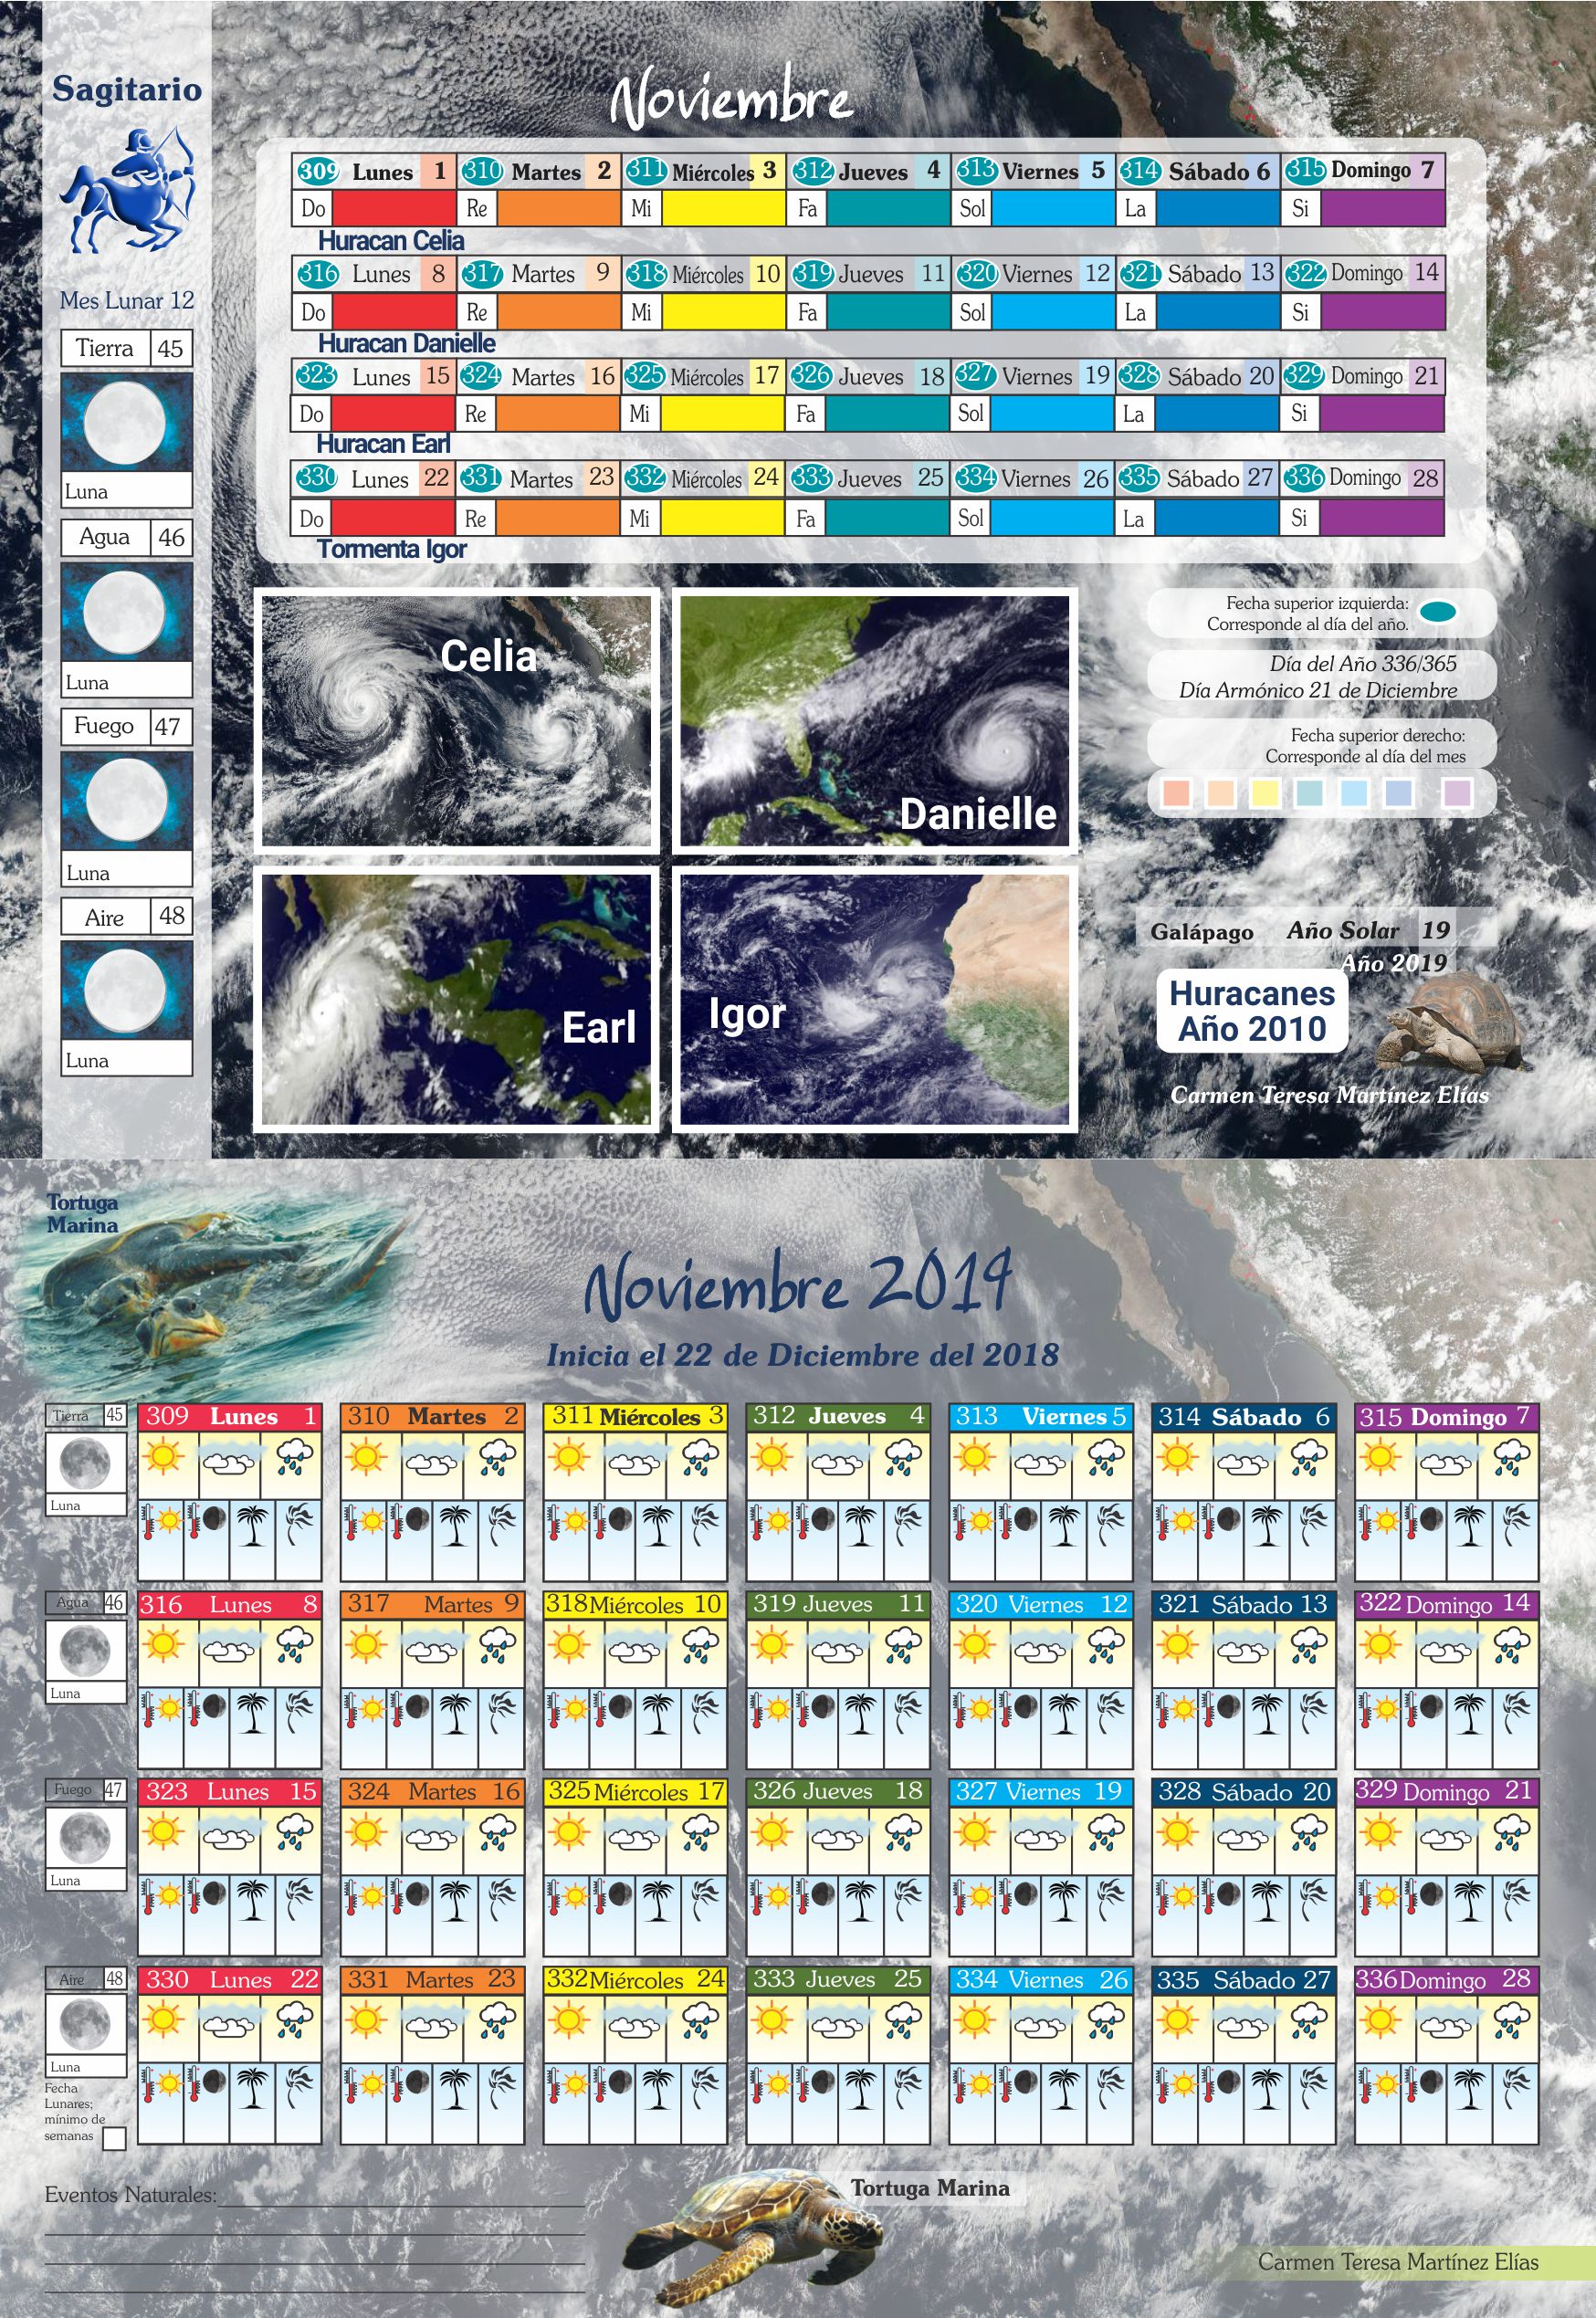 Sagitario
Mes Lunar 12
Tierra 45
Luna
Agua 46
Luna
Fuego 47
Luna
Aire 48
Luna
Noviembre
309 Lunes 1 310 Martes 2 311 Miércoles 3 312 Jueves 4 313 Viernes 5 314 Sábado 6 315 Domingo 7
Do Re Mi Fa Sol La Si
Huracan Celia
316 Lunes 8 317 Martes 9 318 Miércoles 10 319 Jueves 11 320 Viernes 12 321 Sábado 13 322 Domingo 14
Do Re Mi Fa Sol La Si
Huracan Danielle
323 Lunes 15 324 Martes 16 325 Miércoles 17 326 Jueves 18 327 Viernes 19 328 Sábado 20 329 Domingo 21
Do Re Mi Fa Sol La Si
Huracan Earl
330 Lunes 22 331 Martes 23 332 Miércoles 24 333 Jueves 25 334 Viernes 26 335 Sábado 27 336 Domingo 28
Do Re Mi Fa Sol La Si
Tormenta Igor
Celia
Danielle
Earl
Igor
Fecha superior izquierda:
Corresponde al día del año.
Día del Año 336/365
Día Armónico 21 de Diciembre
Fecha superior derecho:
Corresponde al día del mes
Galápago Año Solar 19
Año 2019
Huracanes
Año 2010
Carmen Teresa Martínez Elías
Tortuga
Marina
Noviembre 2019
Inicia el 22 de Diciembre del 2018
Tierra 45
Luna
309 Lunes 1 310 Martes 2 311 Miércoles 3 312 Jueves 4 313 Viernes 5 314 Sábado 6 315 Domingo 7
Agua 46
Luna
316 Lunes 8 317 Martes 9 318 Miércoles 10 319 Jueves 11 320 Viernes 12 321 Sábado 13 322 Domingo 14
Fuego 47
Luna
323 Lunes 15 324 Martes 16 325 Miércoles 17 326 Jueves 18 327 Viernes 19 328 Sábado 20 329 Domingo 21
Aire 48
Luna
330 Lunes 22 331 Martes 23 332 Miércoles 24 333 Jueves 25 334 Viernes 26 335 Sábado 27 336 Domingo 28
Fecha
Lunares;
mínimo de
semanas
Eventos Naturales:
Tortuga Marina
Carmen Teresa Martínez Elías